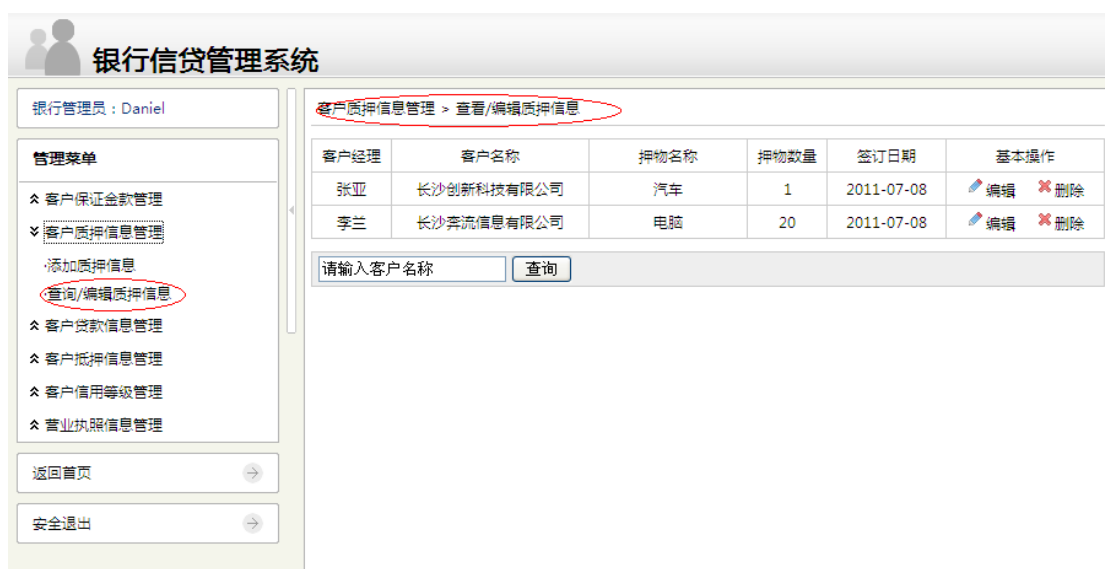 银行信贷管理系统
银行管理员：Daniel
管理菜单
客户保证金款管理
客户质押信息管理
·添加质押信息
·查询/编辑质押信息
客户贷款信息管理
客户抵押信息管理
客户信用等级管理
营业执照信息管理
返回首页
安全退出
客户质押信息管理 > 查看/编辑质押信息
客户经理 客户名称 押物名称 押物数量 签订日期 基本操作
张亚 长沙创新科技有限公司 汽车 1 2011-07-08 编辑 删除
李兰 长沙奔流信息有限公司 电脑 20 2011-07-08 编辑 删除
请输入客户名称 查询